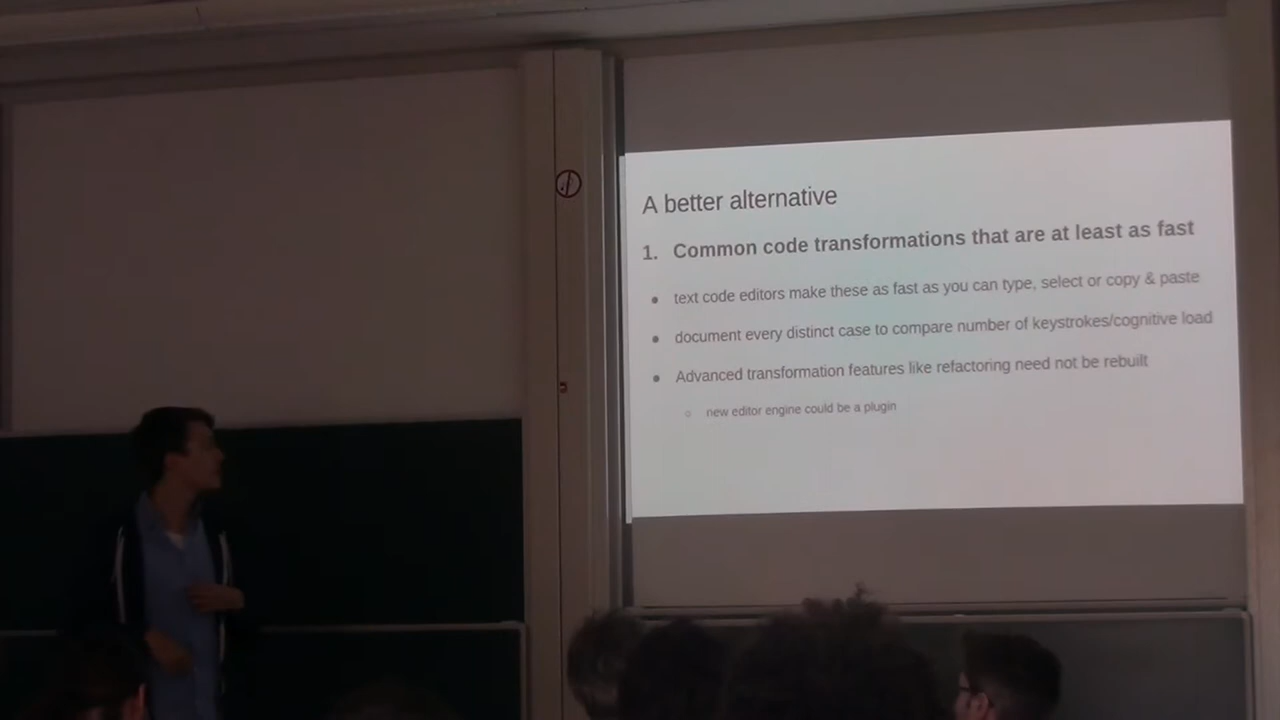 A better alternative
1. Common code transformations that are at least as fast
● text code editors make these as fast as you can type, select or copy & paste
● document every distinct case to compare number of keystrokes/cognitive load
● Advanced transformation features like refactoring need not be rebuilt
○ new editor engine could be a plugin